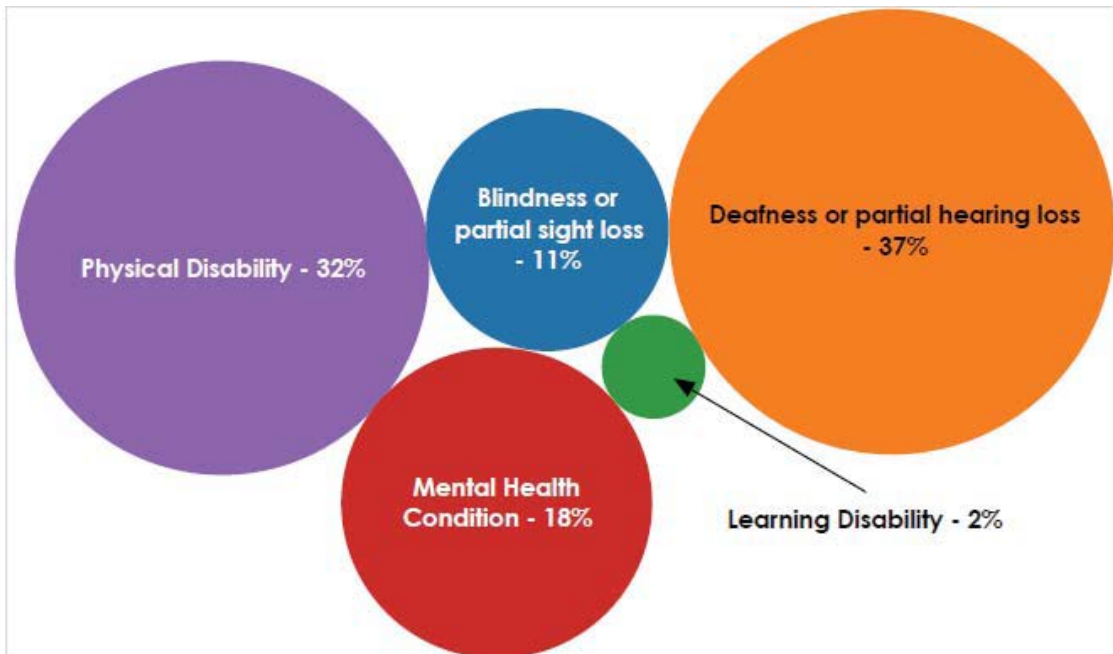 Physical Disability - 32%
Blindness or
partial sight loss
- 11%
Deafness or partial hearing loss
- 37%
Mental Health
Condition - 18%
Learning Disability - 2%